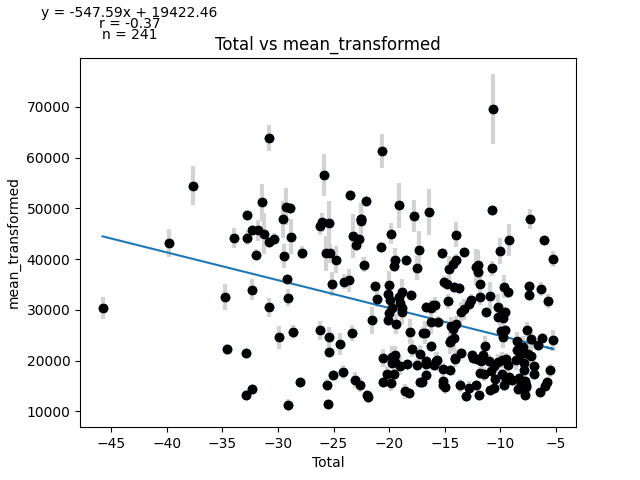 y = -547.59x + 19422.46
r = -0.37
n = 241
Total vs mean_transformed
70000
60000
50000
40000
30000
20000
10000
mean_transformed
−45 −40 −35 −30 −25 −20 −15 −10 −5
Total